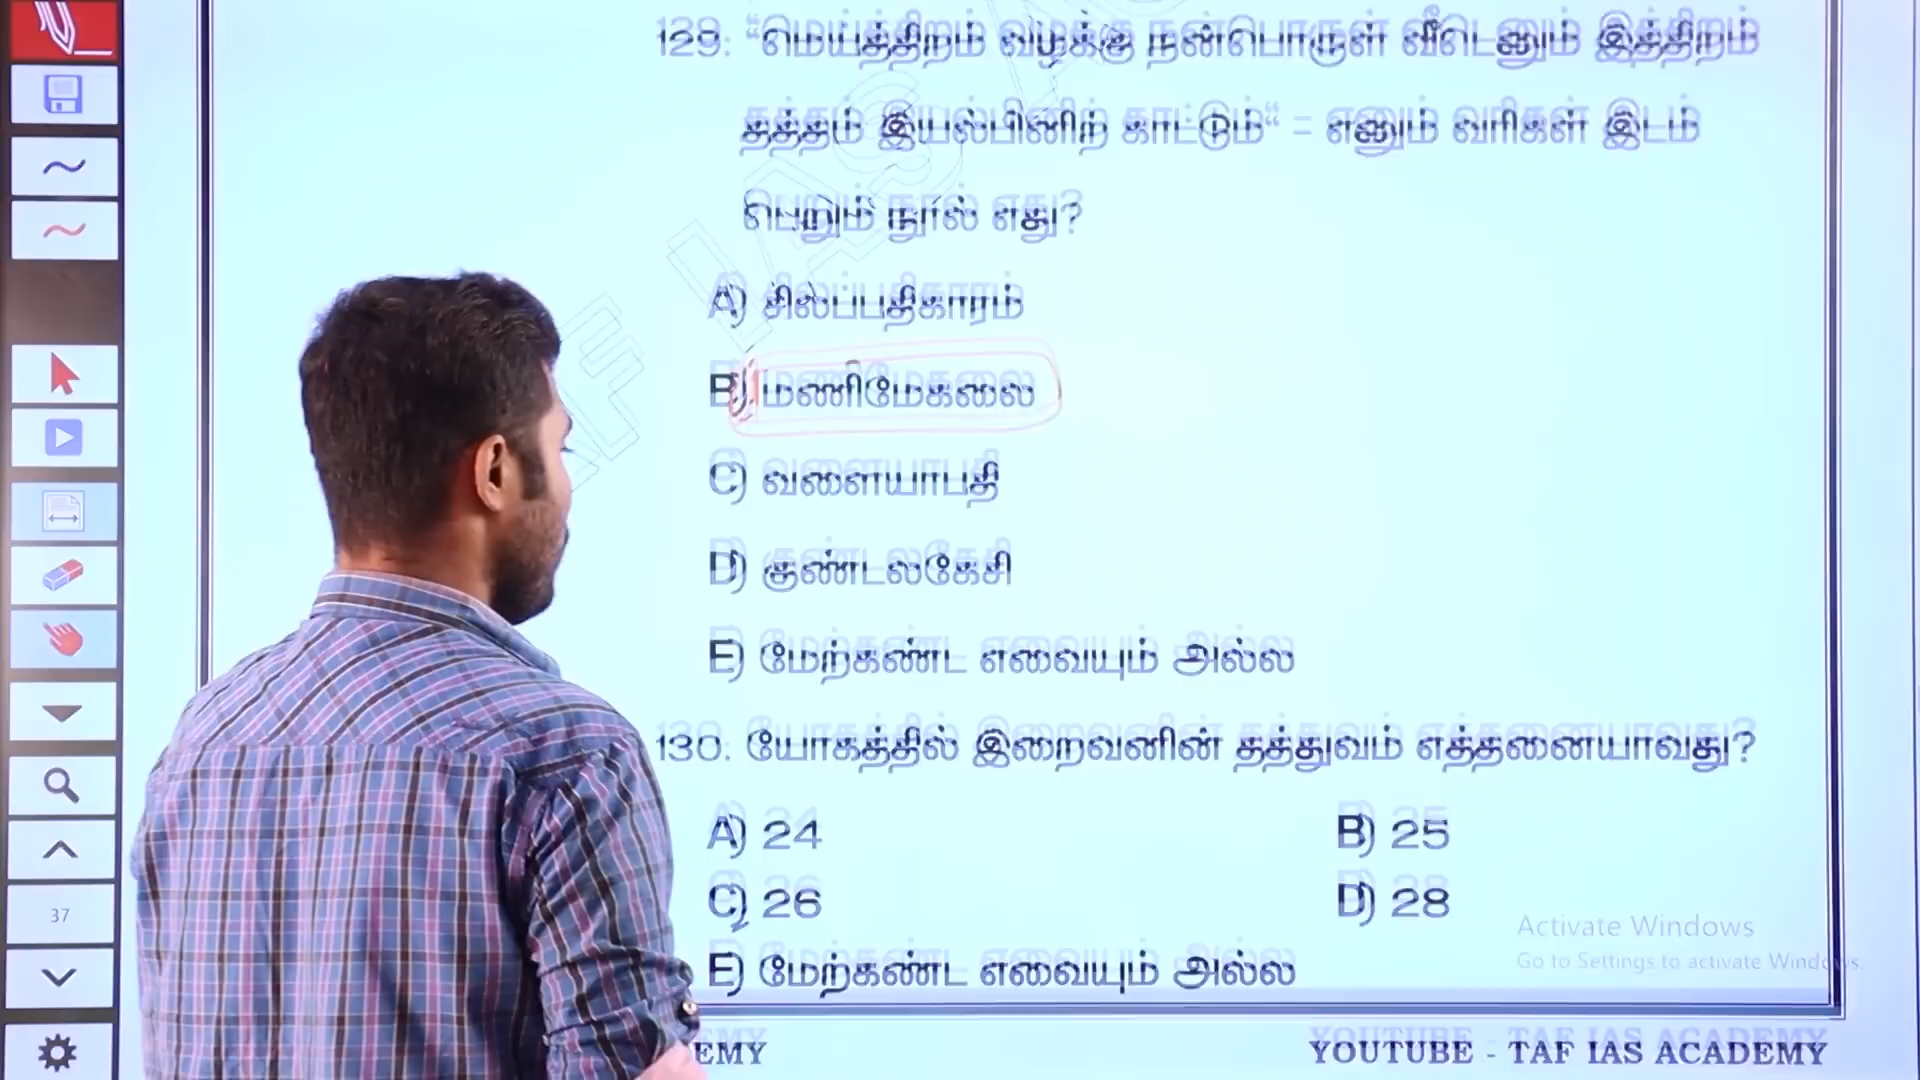 129. “மெய்த்திறம் வழக்கு நன்பொருள் வீடெனும் இத்திறம்
தத்தம் இயல்பினிற் காட்டும்“ - எனும் வரிகள் இடம்
பெறும் நூல் எது?
A) சிலப்பதிகாரம்
B) மணிமேகலை
C) வளையாபதி
D) குண்டலகேசி
E) மேற்கண்ட எவையும் அல்ல
130. யோகத்தில் இறைவனின் தத்துவம் எத்தனையாவது?
A) 24
B) 25
C) 26
D) 28
E) மேற்கண்ட எவையும் அல்ல
Activate Windows
Go to Settings to activate Windows.
37
EMY
YOUTUBE - TAF IAS ACADEMY